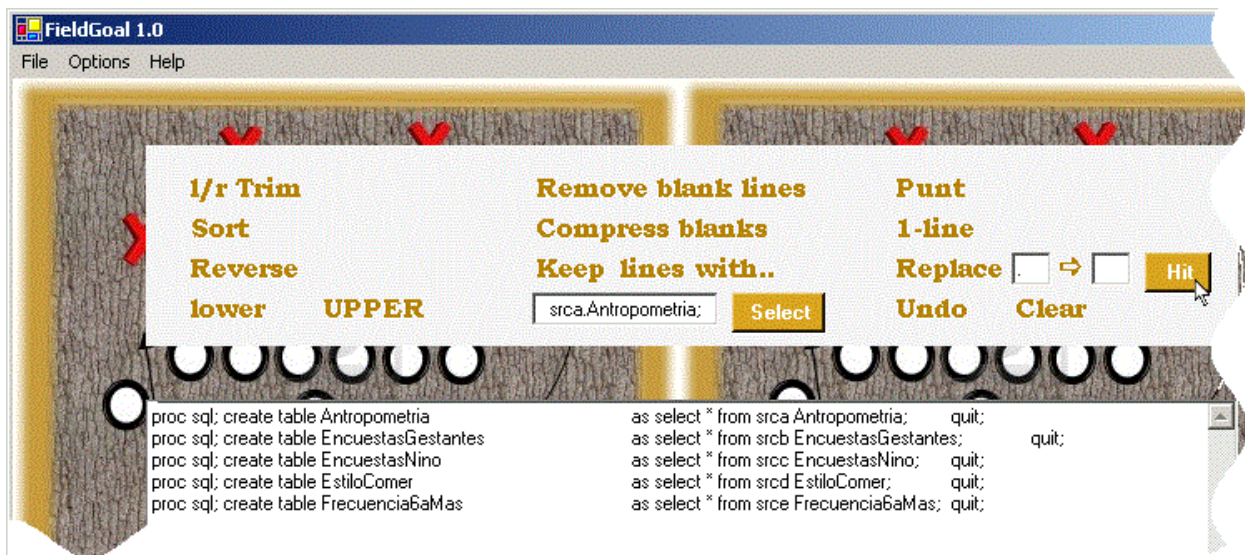 FieldGoal 1.0
File Options Help
l/r Trim Remove blank lines Punt
Sort Compress blanks 1-line
Reverse Keep lines with.. Replace . ⇨ Hit
lower UPPER srca.Antropometria; Select Undo Clear
proc sql; create table Antropometria as select * from srca Antropometria; quit;
proc sql; create table EncuestasGestantes as select * from srcb EncuestasGestantes; quit;
proc sql; create table EncuestasNino as select * from srcc EncuestasNino; quit;
proc sql; create table EstiloComer as select * from srcd EstiloComer; quit;
proc sql; create table Frecuencia6aMas as select * from srce Frecuencia6aMas; quit;